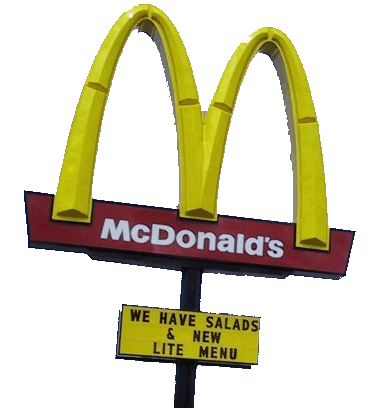 McDonald's
WE HAVE SALADS
& NEW
LITE MENU